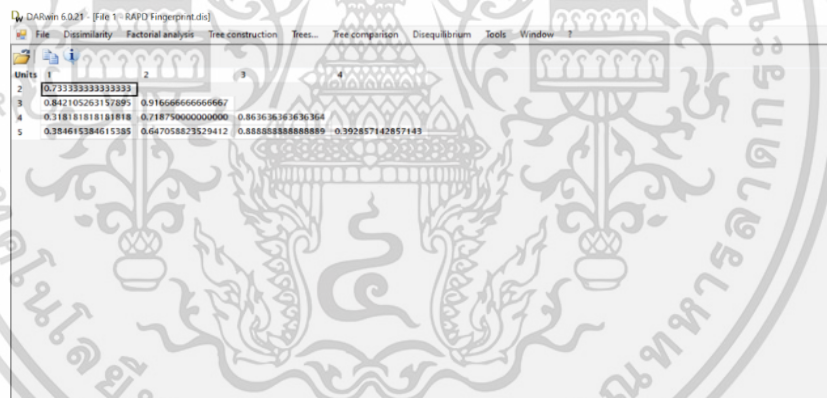 DARwin 6.0.21 - [File 1 - RAPD Fingerprint.dis]
File Dissimilarity Factorial analysis Tree construction Trees... Tree comparison Disequilibrium Tools Window ?
Units 1 2 3 4
2 0.733333333333333
3 0.842105263157895 0.916666666666667
4 0.318181818181818 0.718750000000000 0.863636363636364
5 0.384615384615385 0.647058823529412 0.888888888888889 0.392857142857143